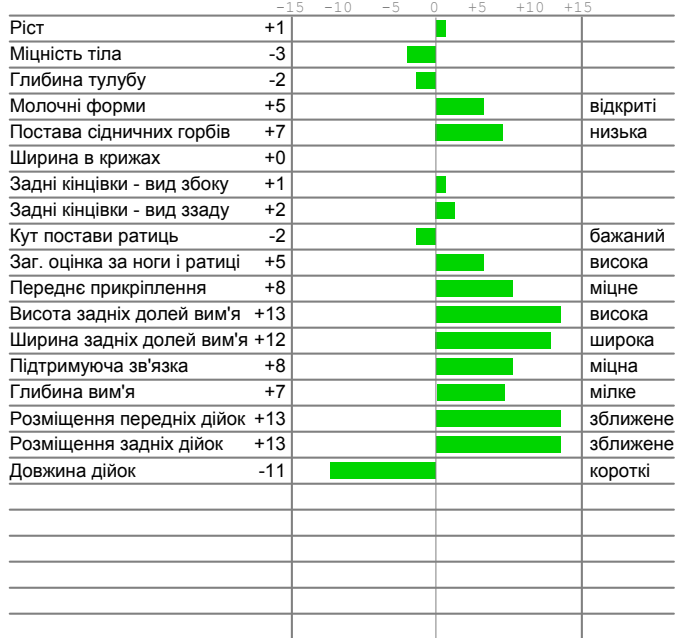 -15 -10 -5 0 +5 +10 +15
Ріст +1
Міцність тіла -3
Глибина тулубу -2
Молочні форми +5 відкриті
Постава сідничних горбів +7 низька
Ширина в крижах +0
Задні кінцівки - вид збоку +1
Задні кінцівки - вид ззаду +2
Кут постави ратиць -2 бажаний
Заг. оцінка за ноги і ратиці +5 висока
Переднє прикріплення +8 міцне
Висота задніх долей вим'я +13 висока
Ширина задніх долей вим'я +12 широка
Підтримуюча зв'язка +8 міцна
Глибина вим'я +7 мілке
Розміщення передніх дійок +13 зближене
Розміщення задніх дійок +13 зближене
Довжина дійок -11 короткі